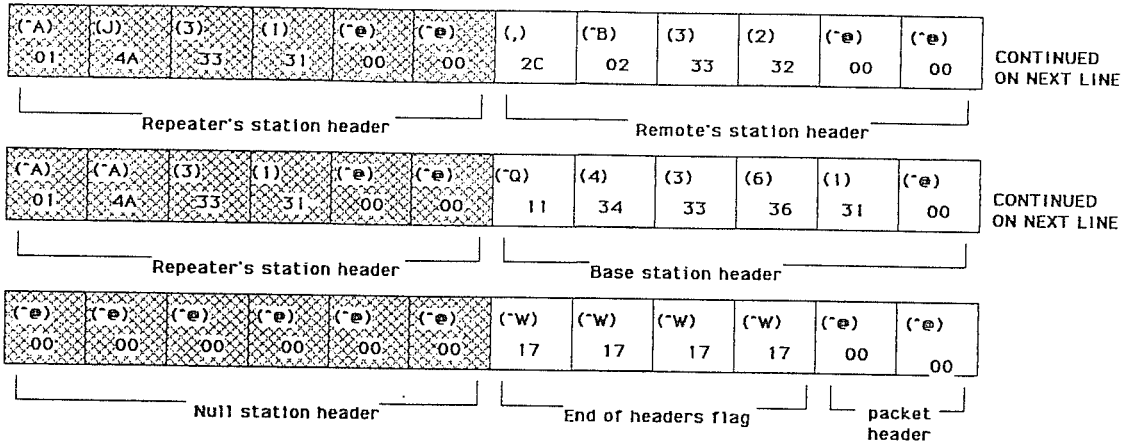 (^A) (J) (3) (1) (^@) (^@) (,) (^B) (3) (2) (^@) (^@)
01 4A 33 31 00 00 2C 02 33 32 00 00
CONTINUED
ON NEXT LINE
Repeater's station header Remote's station header
(^A) (^A) (3) (1) (^@) (^@) (^Q) (4) (3) (6) (1) (^@)
01 4A 33 31 00 00 11 34 33 36 31 00
CONTINUED
ON NEXT LINE
Repeater's station header Base station header
(^@) (^@) (^@) (^@) (^@) (^@) (^W) (^W) (^W) (^W) (^@) (^@)
00 00 00 00 00 00 17 17 17 17 00 00
Null station header End of headers flag packet
header